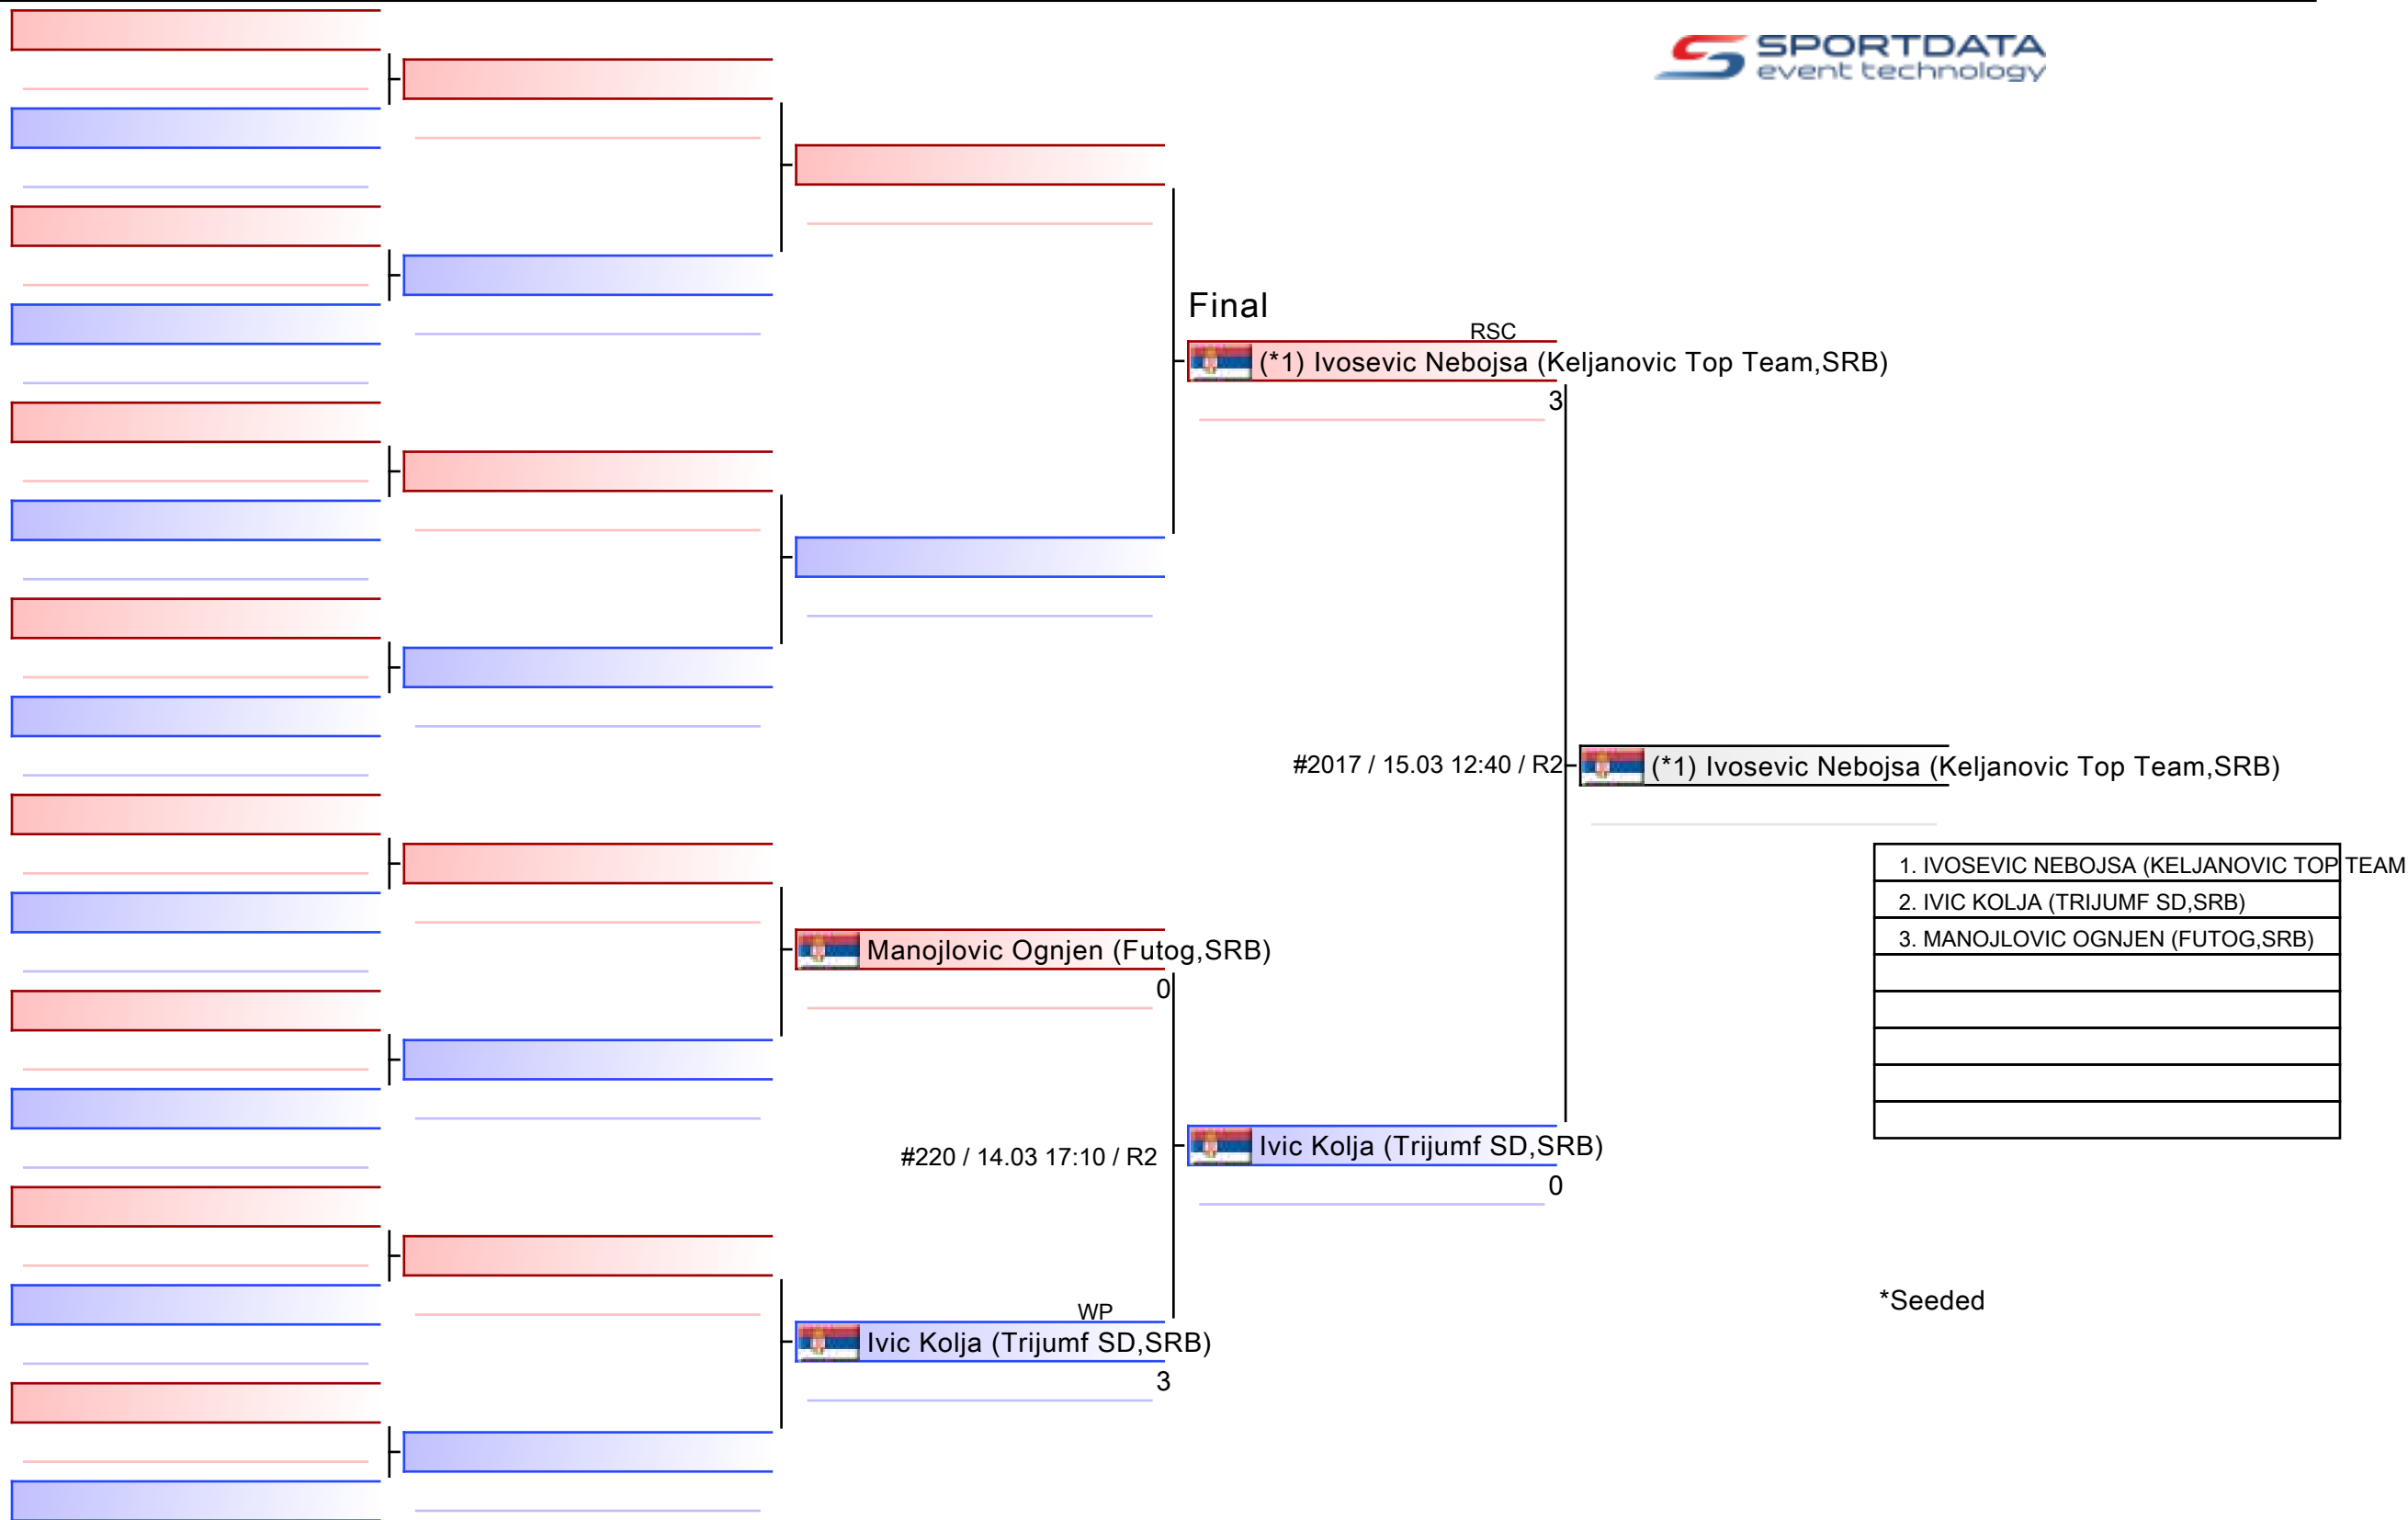 SPORTDATA
event technology
Final
RSC
(*1) Ivosevic Nebojsa (Keljanovic Top Team,SRB)
3
#2017 / 15.03 12:40 / R2
(*1) Ivosevic Nebojsa (Keljanovic Top Team,SRB)
1. IVOSEVIC NEBOJSA (KELJANOVIC TOP TEAM
2. IVIC KOLJA (TRIJUMF SD,SRB)
3. MANOJLOVIC OGNJEN (FUTOG,SRB)
Manojlovic Ognjen (Futog,SRB)
0
#220 / 14.03 17:10 / R2
Ivic Kolja (Trijumf SD,SRB)
0
WP
Ivic Kolja (Trijumf SD,SRB)
3
*Seeded